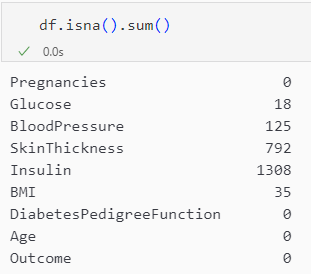 df.isna().sum()
0.0s
Pregnancies 0
Glucose 18
BloodPressure 125
SkinThickness 792
Insulin 1308
BMI 35
DiabetesPedigreeFunction 0
Age 0
Outcome 0